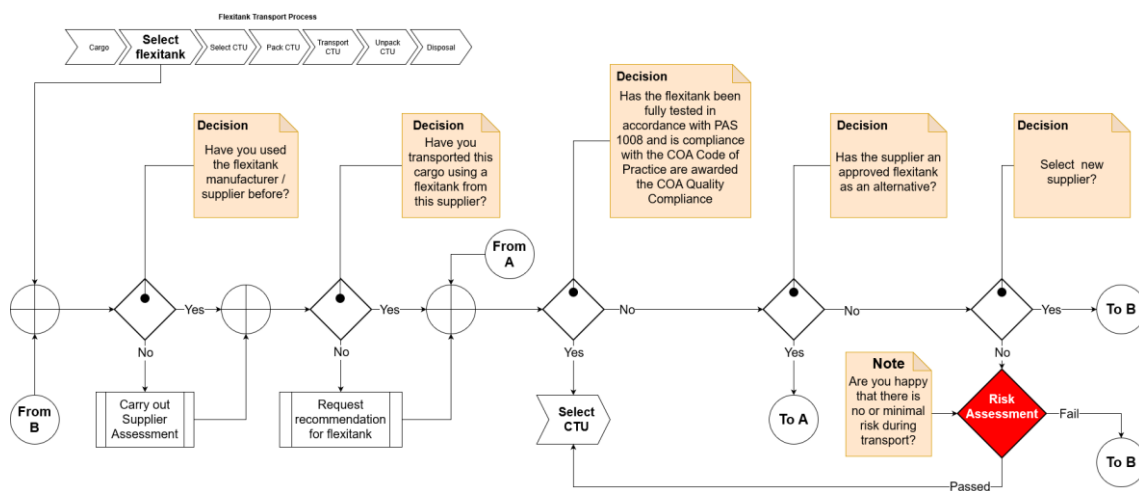 Flexitank Transport Process
Cargo
Select
flexitank
Select CTU
Pack CTU
Transport
CTU
Unpack
CTU
Disposal
Decision
Have you used
the flexitank
manufacturer /
supplier before?
Decision
Have you
transported this
cargo using a
flexitank from
this supplier?
Decision
Has the flexitank been
fully tested in
accordance with PAS
1008 and is compliance
with the COA Code of
Practice are awarded
the COA Quality
Compliance
Decision
Has the supplier an
approved flexitank
as an alternative?
Decision
Select new
supplier?
From
A
Yes
Yes
No
No
Yes
To B
No
No
Yes
Yes
No
From
B
Carry out
Supplier
Assessment
Request
recommendation
for flexitank
Select
CTU
To A
Note
Are you happy
that there is
no or minimal
risk during
transport?
Risk
Assessment
Fail
To B
Passed